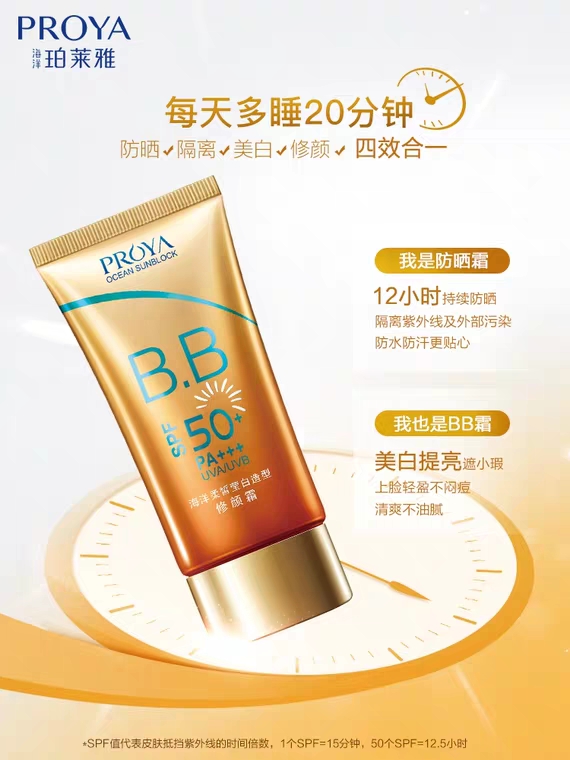 PROYA
海洋 珀莱雅
每天多睡20分钟
防晒✓隔离✓美白✓修颜✓ 四效合一
PROYA
OCEAN SUNBLOCK
B.B
SPF 50+
PA+++
UVA/UVB
海洋柔皙莹白造型
修颜霜
我是防晒霜
12小时持续防晒
隔离紫外线及外部污染
防水防汗更贴心
我也是BB霜
美白提亮遮小瑕
上脸轻盈不闷痘
清爽不油腻
*SPF值代表皮肤抵挡紫外线的时间倍数，1个SPF=15分钟，50个SPF=12.5小时